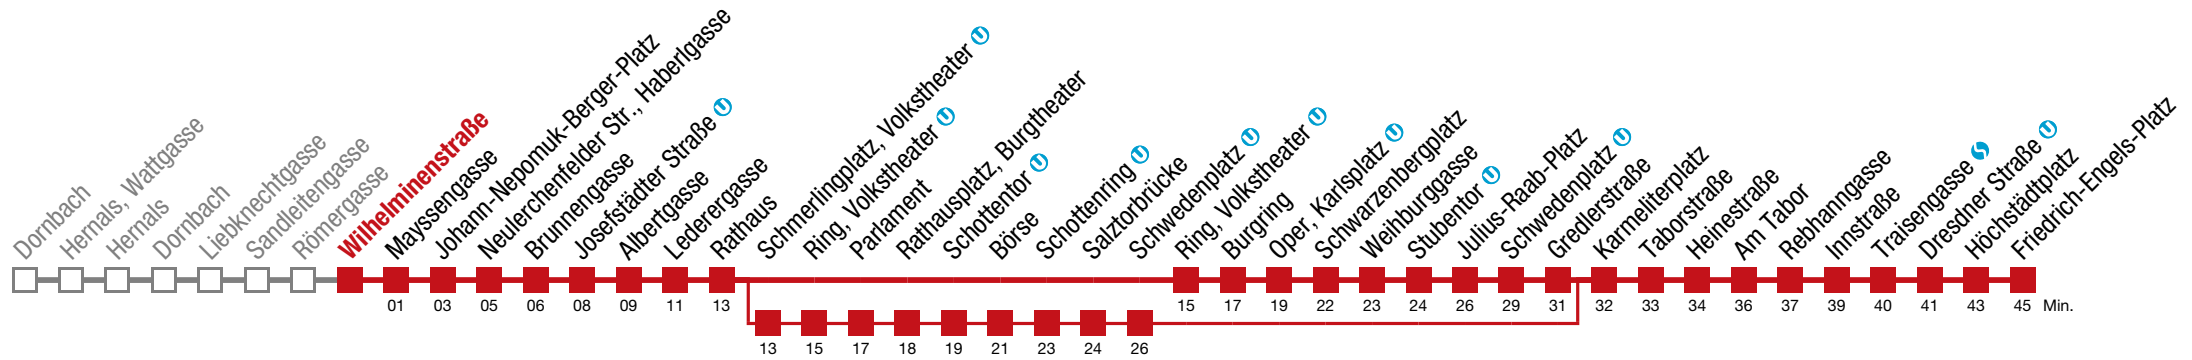 Dornbach
Hernals, Wattgasse
Hernals
Dornbach
Liebknechtgasse
Sandleitengasse
Römergasse
Wilhelminenstraße
Mayssengasse
Johann-Nepomuk-Berger-Platz
Neulerchenfelder Str., Haberlgasse
Brunnengasse
Josefstädter Straße U
Albertgasse
Lederergasse
Rathaus
Schmerlingplatz, Volkstheater U
Ring, Volkstheater U
Parlament
Rathausplatz, Burgtheater
Schottentor U
Börse
Schottenring U
Salztorbrücke
Schwedenplatz U
Ring, Volkstheater U
Burgring
Oper, Karlsplatz U
Schwarzenbergplatz
Weihburggasse
Stubentor U
Julius-Raab-Platz
Schwedenplatz U
Gredlerstraße
Karmeliterplatz
Taborstraße
Heinestraße
Am Tabor
Rebhanngasse
Innstraße
Traisengasse S
Dresdner Straße U
Höchstädtplatz
Friedrich-Engels-Platz
01 03 05 06 08 09 11 13 15 17 19 22 23 24 26 29 31 32 33 34 36 37 39 40 41 43 45 Min.
13 15 17 18 19 21 23 24 26